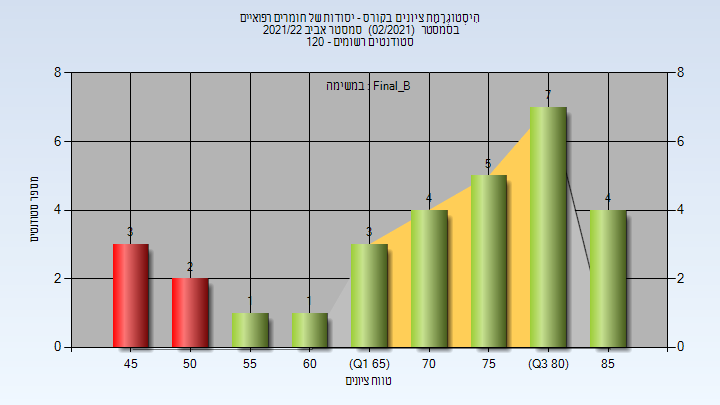 הִיסְטוֹגְרָמַת ציונים בקורס - יסודות של חומרים רפואיים
בסמסטר (02/2021) סמסטר אביב 2021/22
סטודנטים רשומים - 120
במשימה : Final_B
8 8
6 6
4 4
2 2
0 0
מספר סטודנטים
3 2 1 1 3 4 5 7 4
45 50 55 60 (Q1 65) 70 75 (Q3 80) 85
טווח ציונים